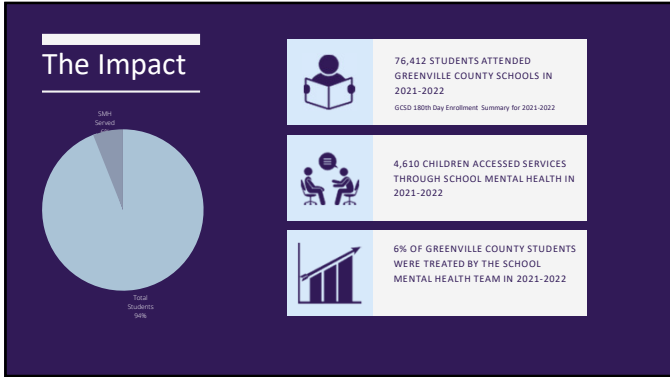 The Impact
SMH
Served
6%
Total
Students
94%
76,412 STUDENTS ATTENDED
GREENVILLE COUNTY SCHOOLS IN
2021-2022
GCSD 180th Day Enrollment Summary for 2021-2022
4,610 CHILDREN ACCESSED SERVICES
THROUGH SCHOOL MENTAL HEALTH IN
2021-2022
6% OF GREENVILLE COUNTY STUDENTS
WERE TREATED BY THE SCHOOL
MENTAL HEALTH TEAM IN 2021-2022